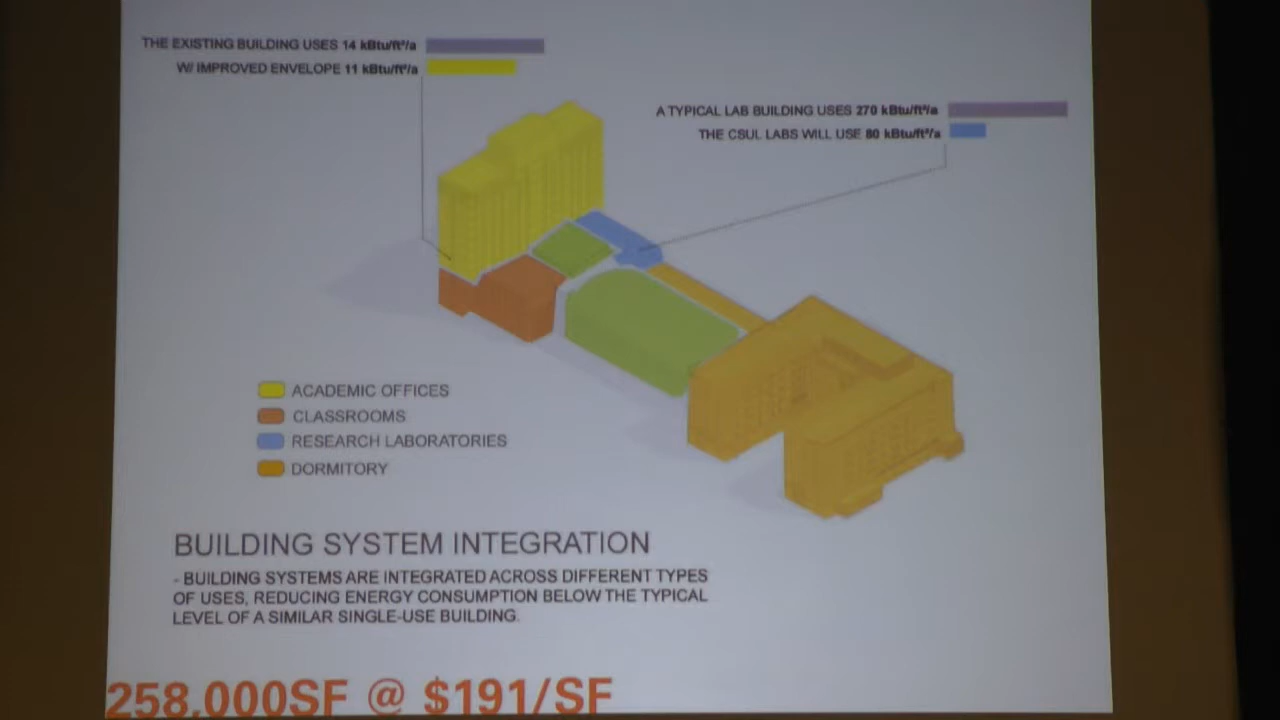 THE EXISTING BUILDING USES 14 kBtu/ft²/a
W/ IMPROVED ENVELOPE 11 kBtu/ft²/a
A TYPICAL LAB BUILDING USES 270 kBtu/ft²/a
THE CSUL LABS WILL USE 80 kBtu/ft²/a
ACADEMIC OFFICES
CLASSROOMS
RESEARCH LABORATORIES
DORMITORY
BUILDING SYSTEM INTEGRATION
- BUILDING SYSTEMS ARE INTEGRATED ACROSS DIFFERENT TYPES
OF USES, REDUCING ENERGY CONSUMPTION BELOW THE TYPICAL
LEVEL OF A SIMILAR SINGLE-USE BUILDING.
258,000SF @ $191/SF